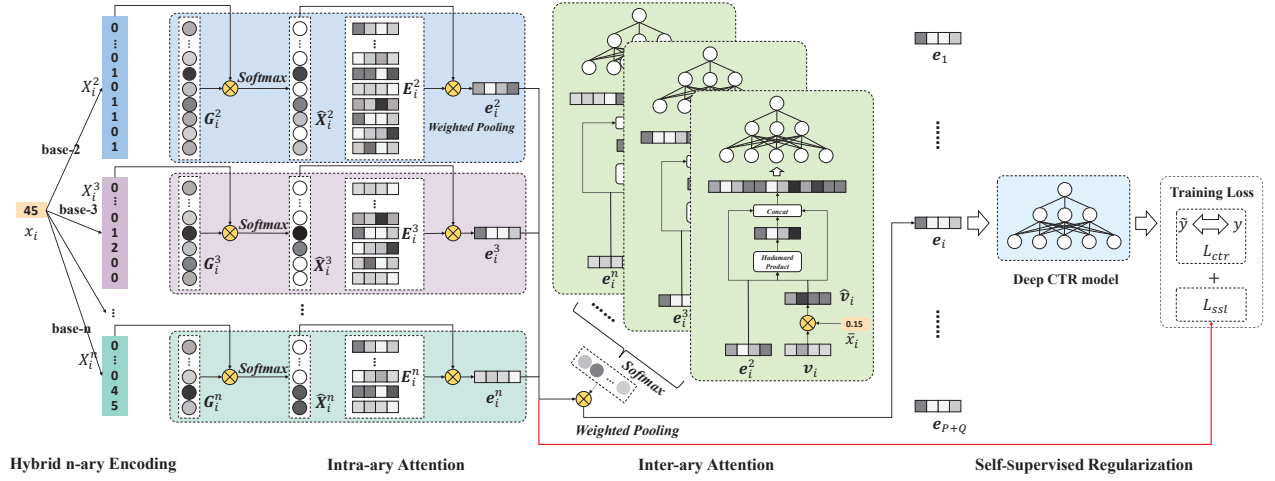 45
x_i
base-2
base-3
base-n
X_i^2
0
⋮
0
1
0
1
1
0
1
X_i^3
0
⋮
0
1
2
0
0
X_i^n
0
⋮
0
4
5
G_i^2
Softmax
X̂_i^2
E_i^2
Weighted Pooling
e_i^2
G_i^3
Softmax
X̂_i^3
E_i^3
e_i^3
G_i^n
Softmax
X̂_i^n
E_i^n
e_i^n
e_i^n
e_i^3
Concat
Hadamard
Product
v̂_i
0.15
x̄_i
e_i^2
v_i
Softmax
Weighted Pooling
e_1
e_i
e_{P+Q}
Deep CTR model
Training Loss
ỹ
y
L_{ctr}
+
L_{ssl}
Hybrid n-ary Encoding
Intra-ary Attention
Inter-ary Attention
Self-Supervised Regularization